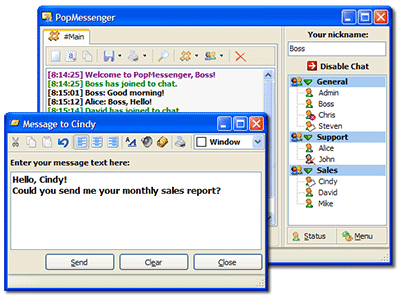 PopMessenger
#Main
[8:14:25] Welcome to PopMessenger, Boss!
[8:14:25] Boss has joined to chat.
[8:15:01] Boss: Good morning!
[8:15:12] Alice: Boss, Hello!
[8:15:14] David has joined to chat.
Your nickname:
Boss
Disable Chat
General
Admin
Boss
Chris
Steven
Support
Alice
John
Sales
Cindy
David
Mike
Status
Menu
Message to Cindy
Window
Enter your message text here:
Hello, Cindy!
Could you send me your monthly sales report?
Send
Clear
Close